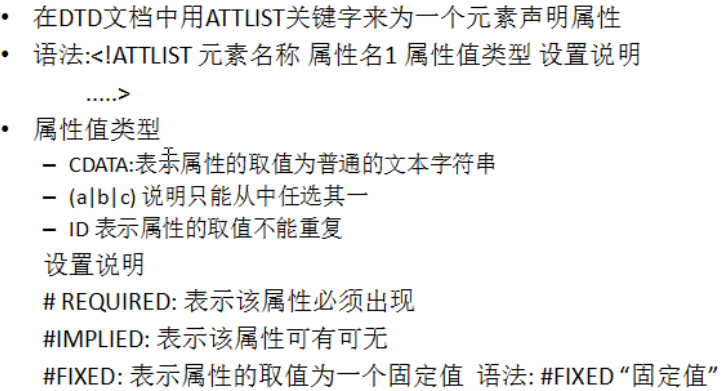 • 在DTD文档中用ATTLIST关键字来为一个元素声明属性
• 语法:<!ATTLIST 元素名称 属性名1 属性值类型 设置说明
.....>
• 属性值类型
– CDATA:表示属性的取值为普通的文本字符串
– (a|b|c) 说明只能从中任选其一
– ID 表示属性的取值不能重复
设置说明
# REQUIRED: 表示该属性必须出现
#IMPLIED: 表示该属性可有可无
#FIXED: 表示属性的取值为一个固定值 语法: #FIXED “固定值”